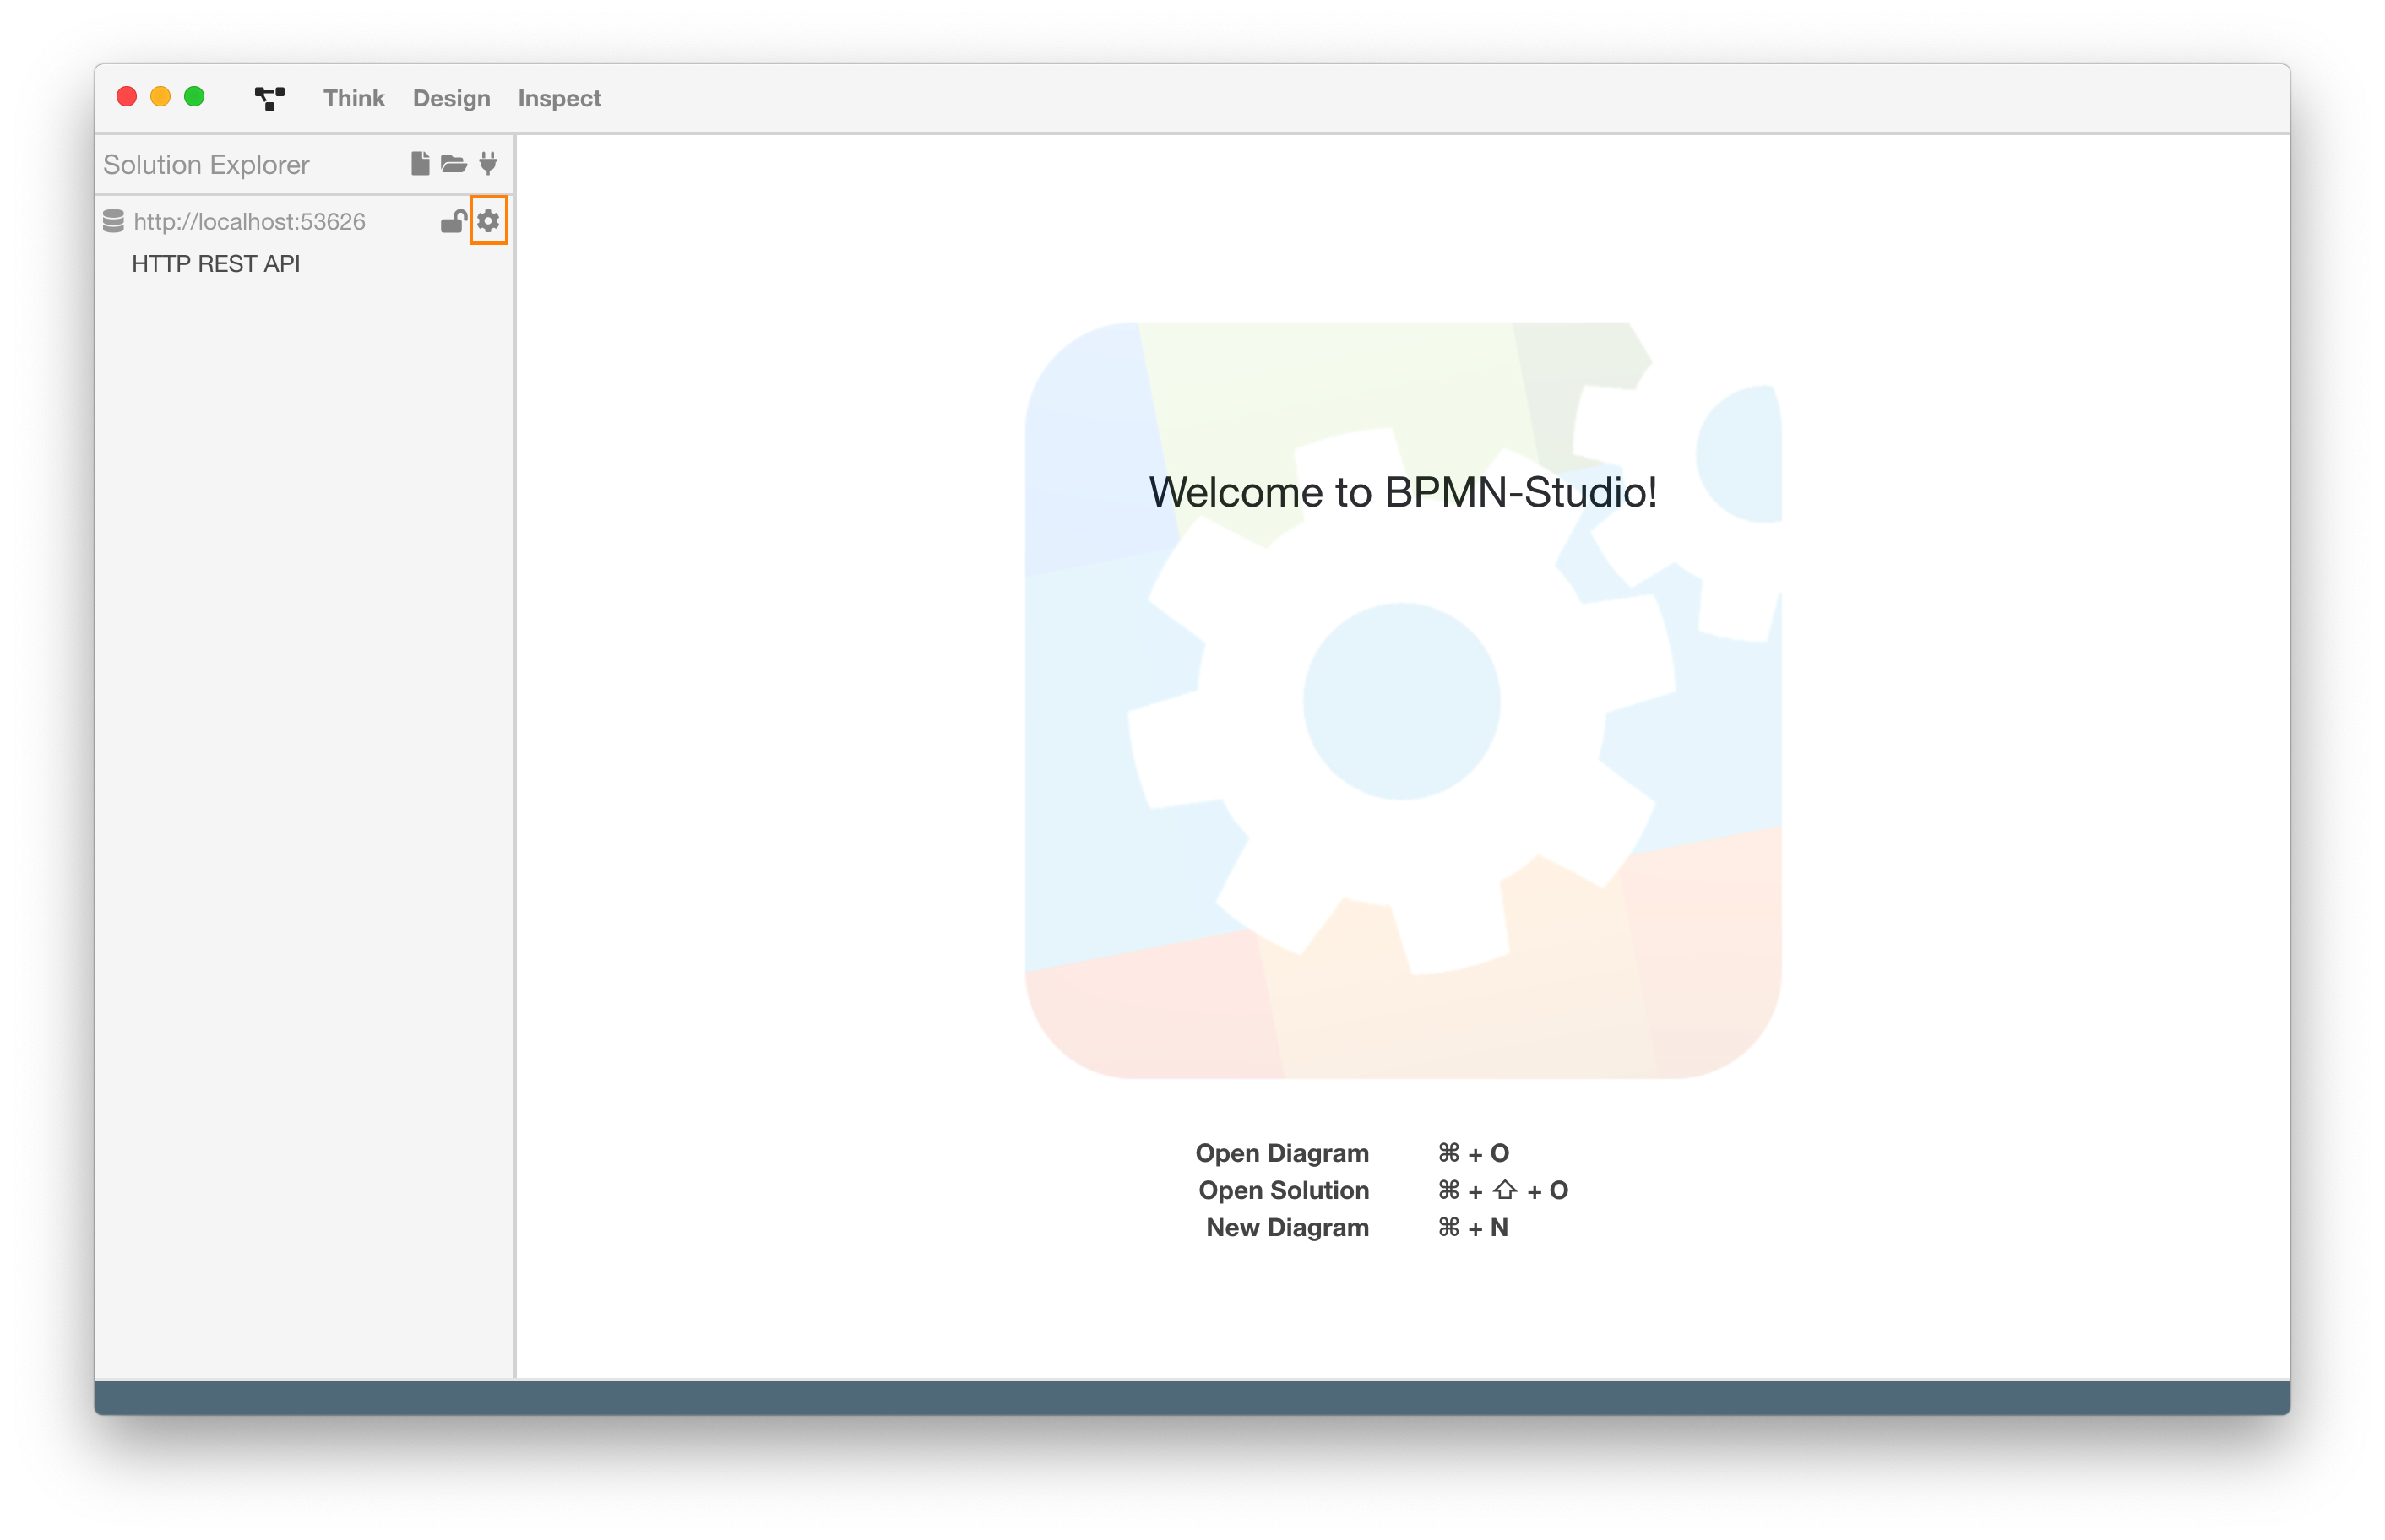 Think Design Inspect
Solution Explorer
http://localhost:53626
HTTP REST API
Welcome to BPMN-Studio!
Open Diagram ⌘ + O
Open Solution ⌘ + ⇧ + O
New Diagram ⌘ + N